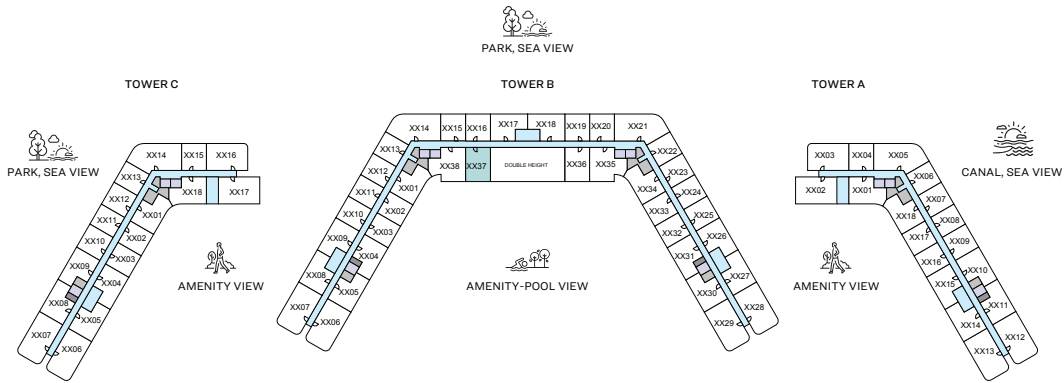 PARK, SEA VIEW
TOWER C
TOWER B
TOWER A
PARK, SEA VIEW
CANAL, SEA VIEW
AMENITY VIEW
AMENITY-POOL VIEW
AMENITY VIEW
XX14
XX15
XX16
XX13
XX12
XX11
XX10
XX09
XX08
XX07
XX06
XX05
XX04
XX03
XX02
XX01
XX18
XX17
XX14
XX15
XX16
XX17
XX18
XX19
XX20
XX21
XX13
XX12
XX11
XX10
XX09
XX08
XX07
XX06
XX05
XX04
XX03
XX02
XX01
XX38
XX37
DOUBLE HEIGHT
XX36
XX35
XX22
XX23
XX24
XX25
XX26
XX27
XX28
XX29
XX30
XX31
XX32
XX33
XX34
XX03
XX04
XX05
XX02
XX01
XX06
XX07
XX08
XX09
XX10
XX11
XX12
XX13
XX14
XX15
XX16
XX17
XX18